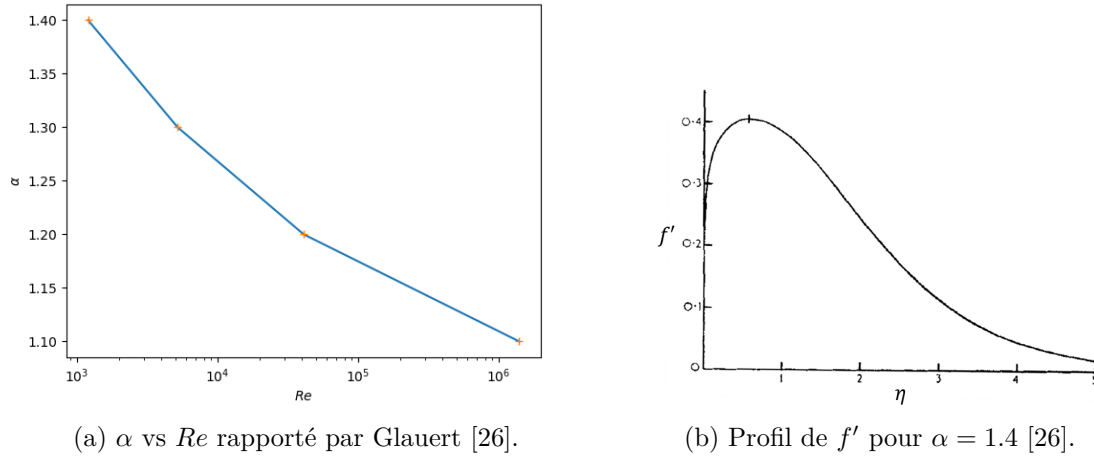 1.40
1.35
1.30
1.25
1.20
1.15
1.10
α
10³ 10⁴ 10⁵ 10⁶
Re
(a) α vs Re rapporté par Glauert [26].
0.4
0.3
0.2
0.1
0
f′
1 2 3 4 5
η
(b) Profil de f′ pour α = 1.4 [26].